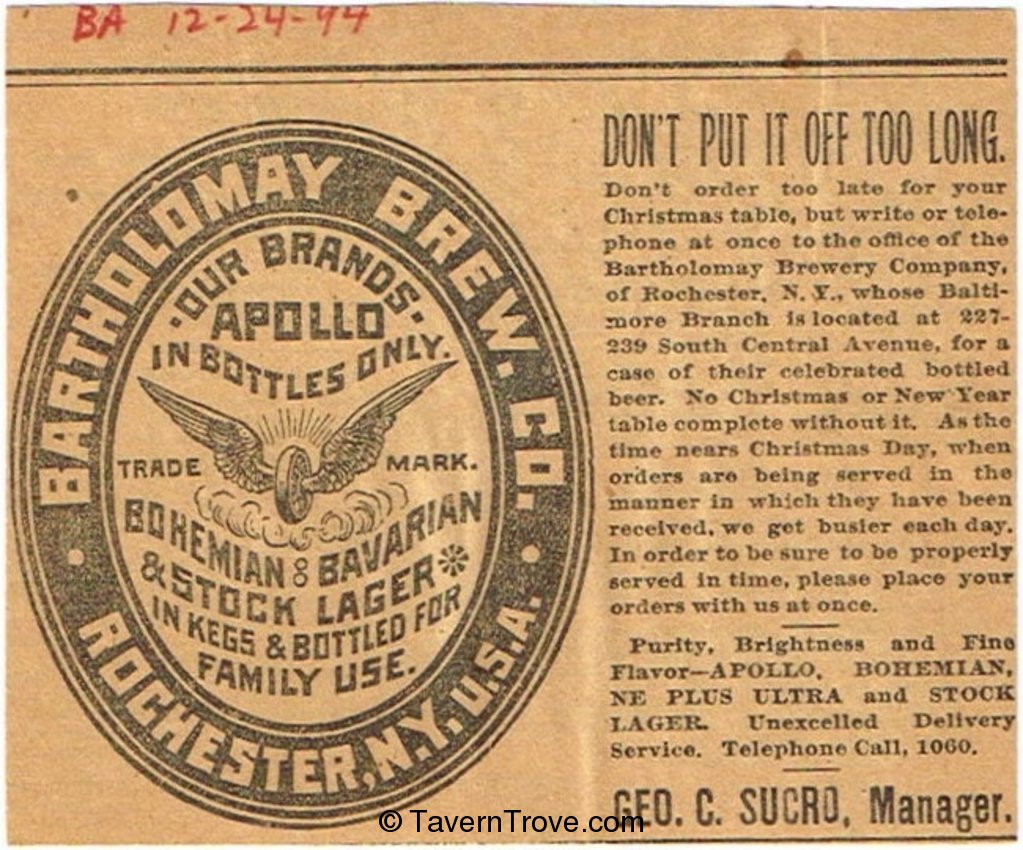 BA 12-24-94
BARTHOLOMAY BREW. CO.
·OUR BRANDS·
APOLLO
IN BOTTLES ONLY.
TRADE MARK.
BOHEMIAN & BAVARIAN
& STOCK LAGER
IN KEGS & BOTTLED FOR
FAMILY USE.
ROCHESTER, N.Y. U.S.A.
DON'T PUT IT OFF TOO LONG.
Don't order too late for your
Christmas table, but write or tele-
phone at once to the office of the
Bartholomay Brewery Company,
of Rochester, N. Y., whose Balti-
more Branch is located at 227-
239 South Central Avenue, for a
case of their celebrated bottled
beer. No Christmas or New Year
table complete without it. As the
time nears Christmas Day, when
orders are being served in the
manner in which they have been
received, we get busier each day.
In order to be sure to be properly
served in time, please place your
orders with us at once.
Purity, Brightness and Fine
Flavor—APOLLO, BOHEMIAN,
NE PLUS ULTRA and STOCK
LAGER. Unexcelled Delivery
Service. Telephone Call, 1060.
GEO. C. SUCRO, Manager.
© TavernTrove.com